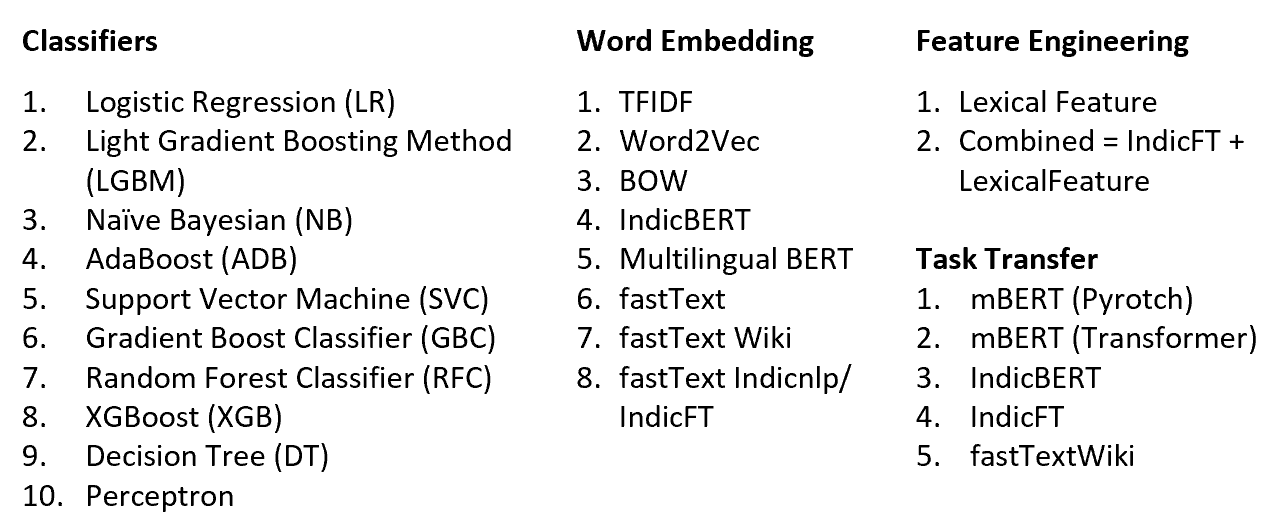 Classifiers
1. Logistic Regression (LR)
2. Light Gradient Boosting Method
(LGBM)
3. Naïve Bayesian (NB)
4. AdaBoost (ADB)
5. Support Vector Machine (SVC)
6. Gradient Boost Classifier (GBC)
7. Random Forest Classifier (RFC)
8. XGBoost (XGB)
9. Decision Tree (DT)
10. Perceptron
Word Embedding
1. TFIDF
2. Word2Vec
3. BOW
4. IndicBERT
5. Multilingual BERT
6. fastText
7. fastText Wiki
8. fastText Indicnlp/
IndicFT
Feature Engineering
1. Lexical Feature
2. Combined = IndicFT +
LexicalFeature
Task Transfer
1. mBERT (Pyrotch)
2. mBERT (Transformer)
3. IndicBERT
4. IndicFT
5. fastTextWiki